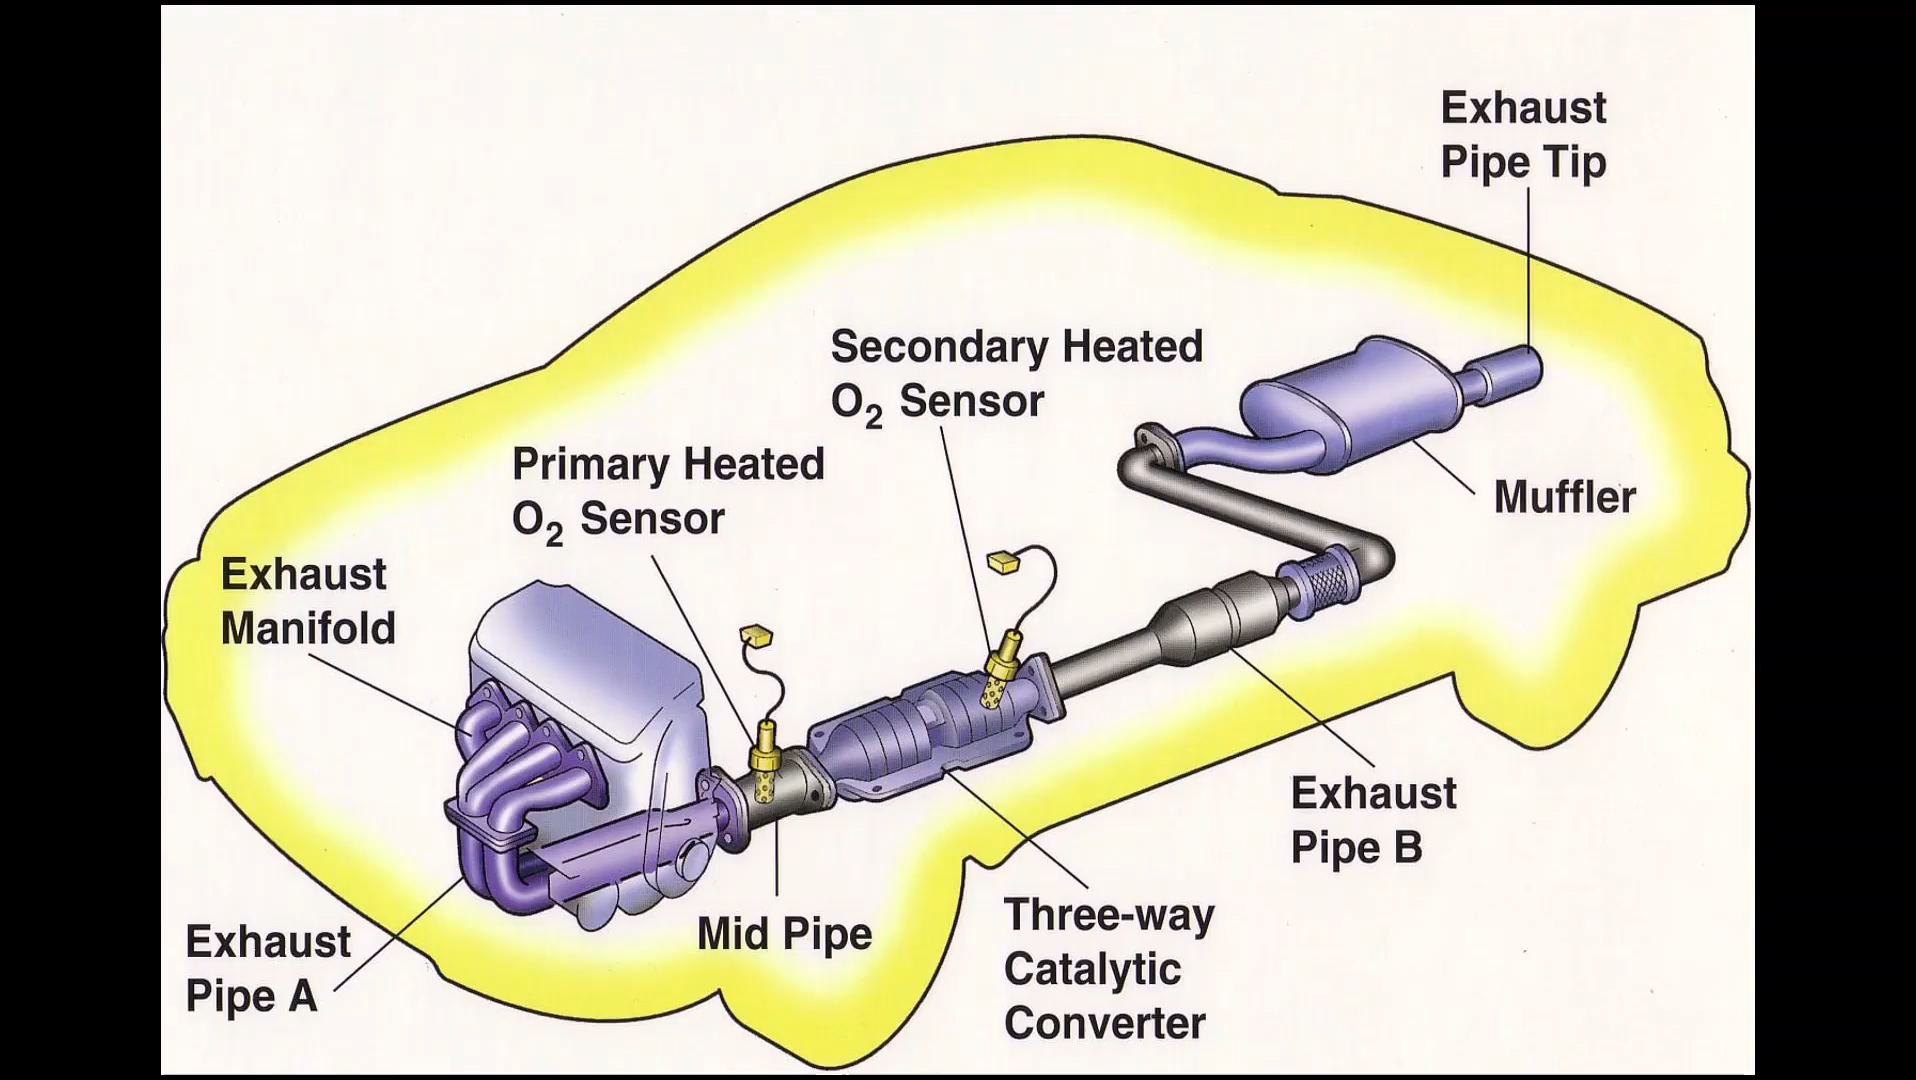 Exhaust
Pipe Tip
Secondary Heated
O₂ Sensor
Primary Heated
O₂ Sensor
Muffler
Exhaust
Manifold
Exhaust
Pipe B
Mid Pipe
Three-way
Catalytic
Converter
Exhaust
Pipe A